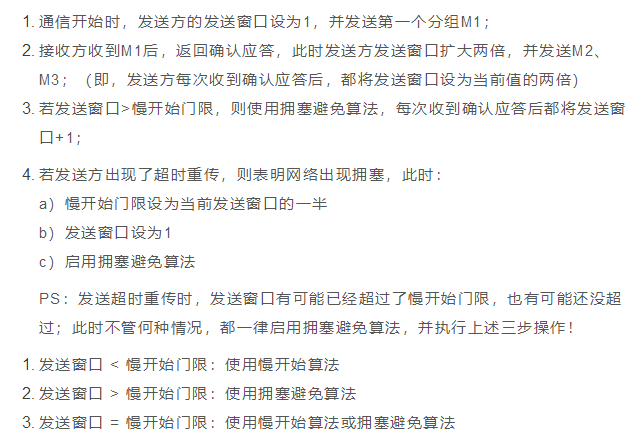 1. 通信开始时，发送方的发送窗口设为1，并发送第一个分组M1；
2. 接收方收到M1后，返回确认应答，此时发送方发送窗口扩大两倍，并发送M2、
M3；（即，发送方每次收到确认应答后，都将发送窗口设为当前值的两倍）
3. 若发送窗口>慢开始门限，则使用拥塞避免算法，每次收到确认应答后都将发送窗
口+1；
4. 若发送方出现了超时重传，则表明网络出现拥塞，此时：
a）慢开始门限设为当前发送窗口的一半
b）发送窗口设为1
c）启用拥塞避免算法
PS：发送超时重传时，发送窗口有可能已经超过了慢开始门限，也有可能还没超
过；此时不管何种情况，都一律启用拥塞避免算法，并执行上述三步操作！
1. 发送窗口 < 慢开始门限：使用慢开始算法
2. 发送窗口 > 慢开始门限：使用拥塞避免算法
3. 发送窗口 = 慢开始门限：使用慢开始算法或拥塞避免算法